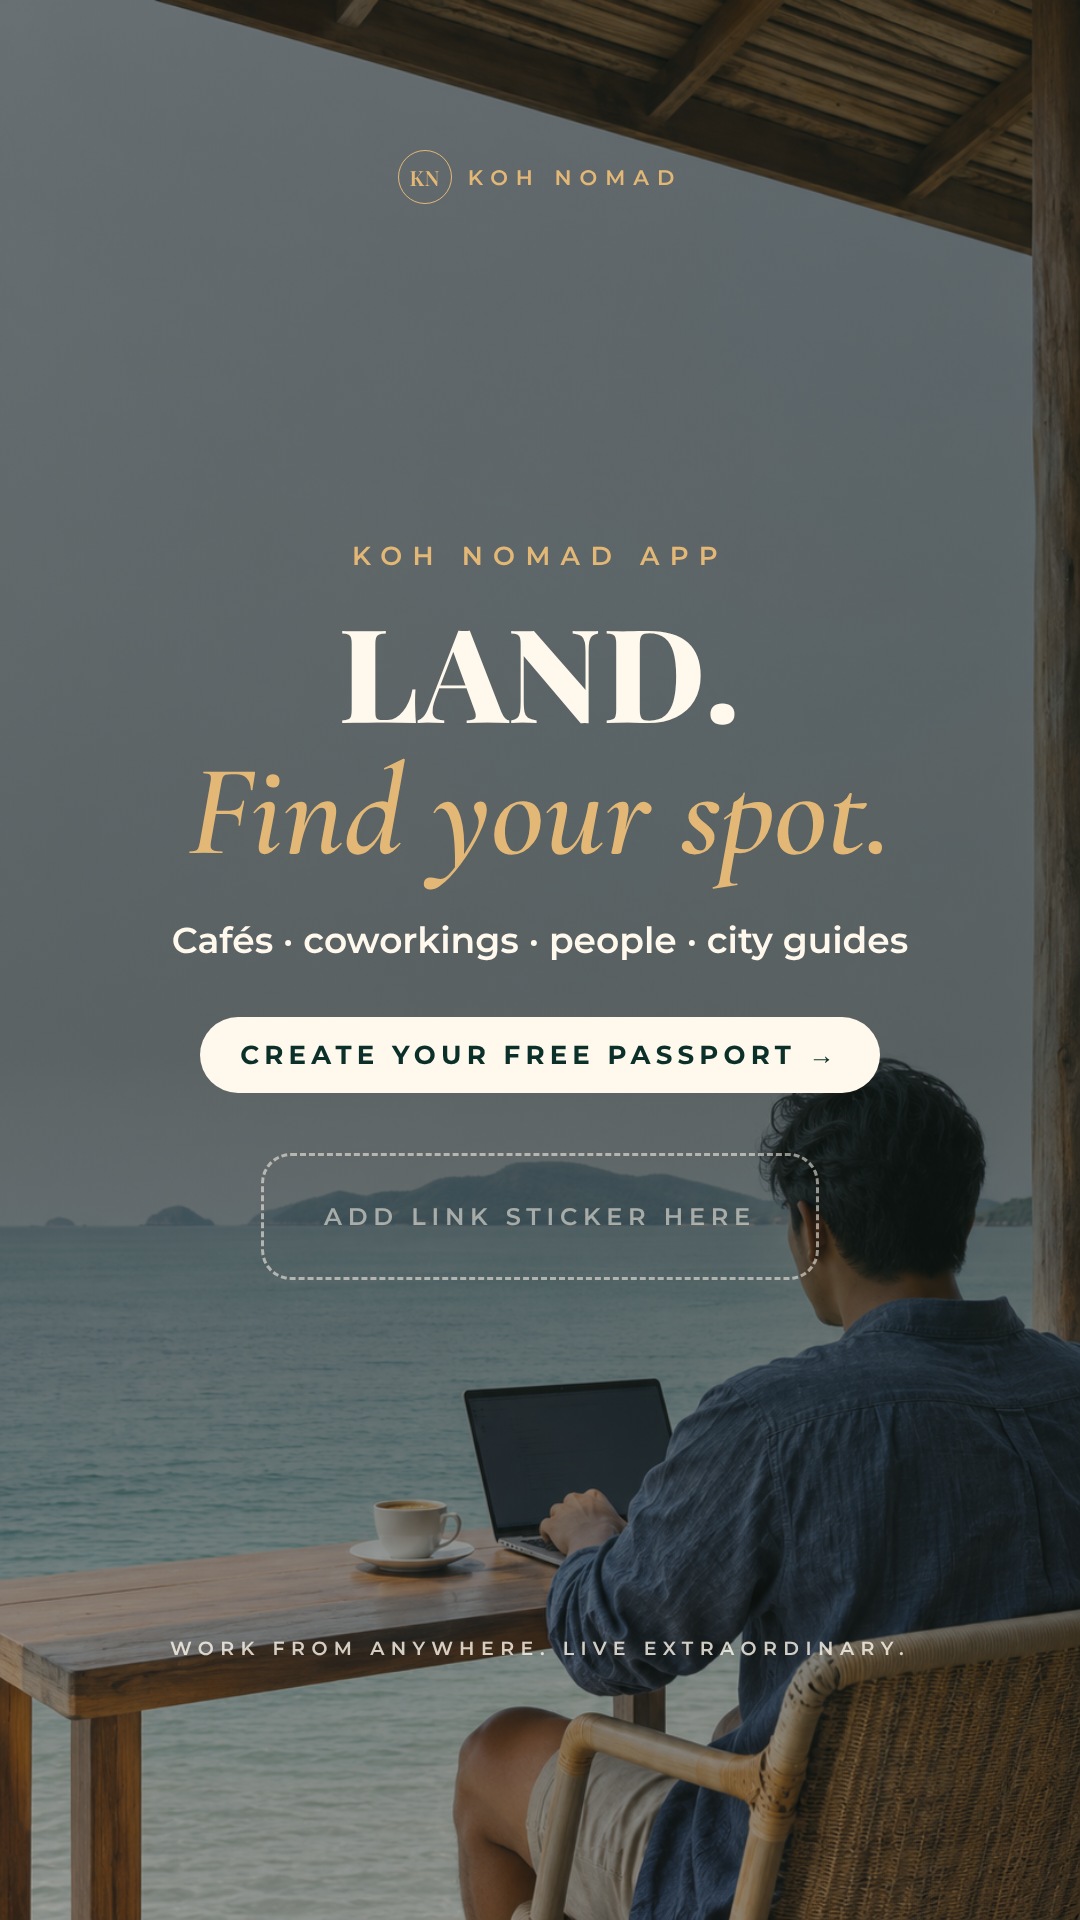 KN KOH NOMAD
KOH NOMAD APP
LAND.
Find your spot.
Cafés · coworkings · people · city guides
CREATE YOUR FREE PASSPORT →
ADD LINK STICKER HERE
WORK FROM ANYWHERE. LIVE EXTRAORDINARY.